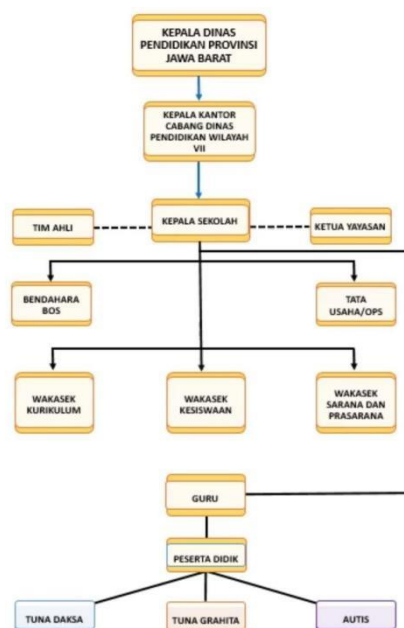 KEPALA DINAS
PENDIDIKAN PROVINSI
JAWA BARAT
KEPALA KANTOR
CABANG DINAS
PENDIDIKAN WILAYAH
VII
TIM AHLI
KEPALA SEKOLAH
KETUA YAYASAN
BENDAHARA
BOS
TATA
USAHA/OPS
WAKASEK
KURIKULUM
WAKASEK
KESISWAAN
WAKASEK
SARANA DAN
PRASARANA
GURU
PESERTA DIDIK
TUNA DAKSA
TUNA GRAHITA
AUTIS